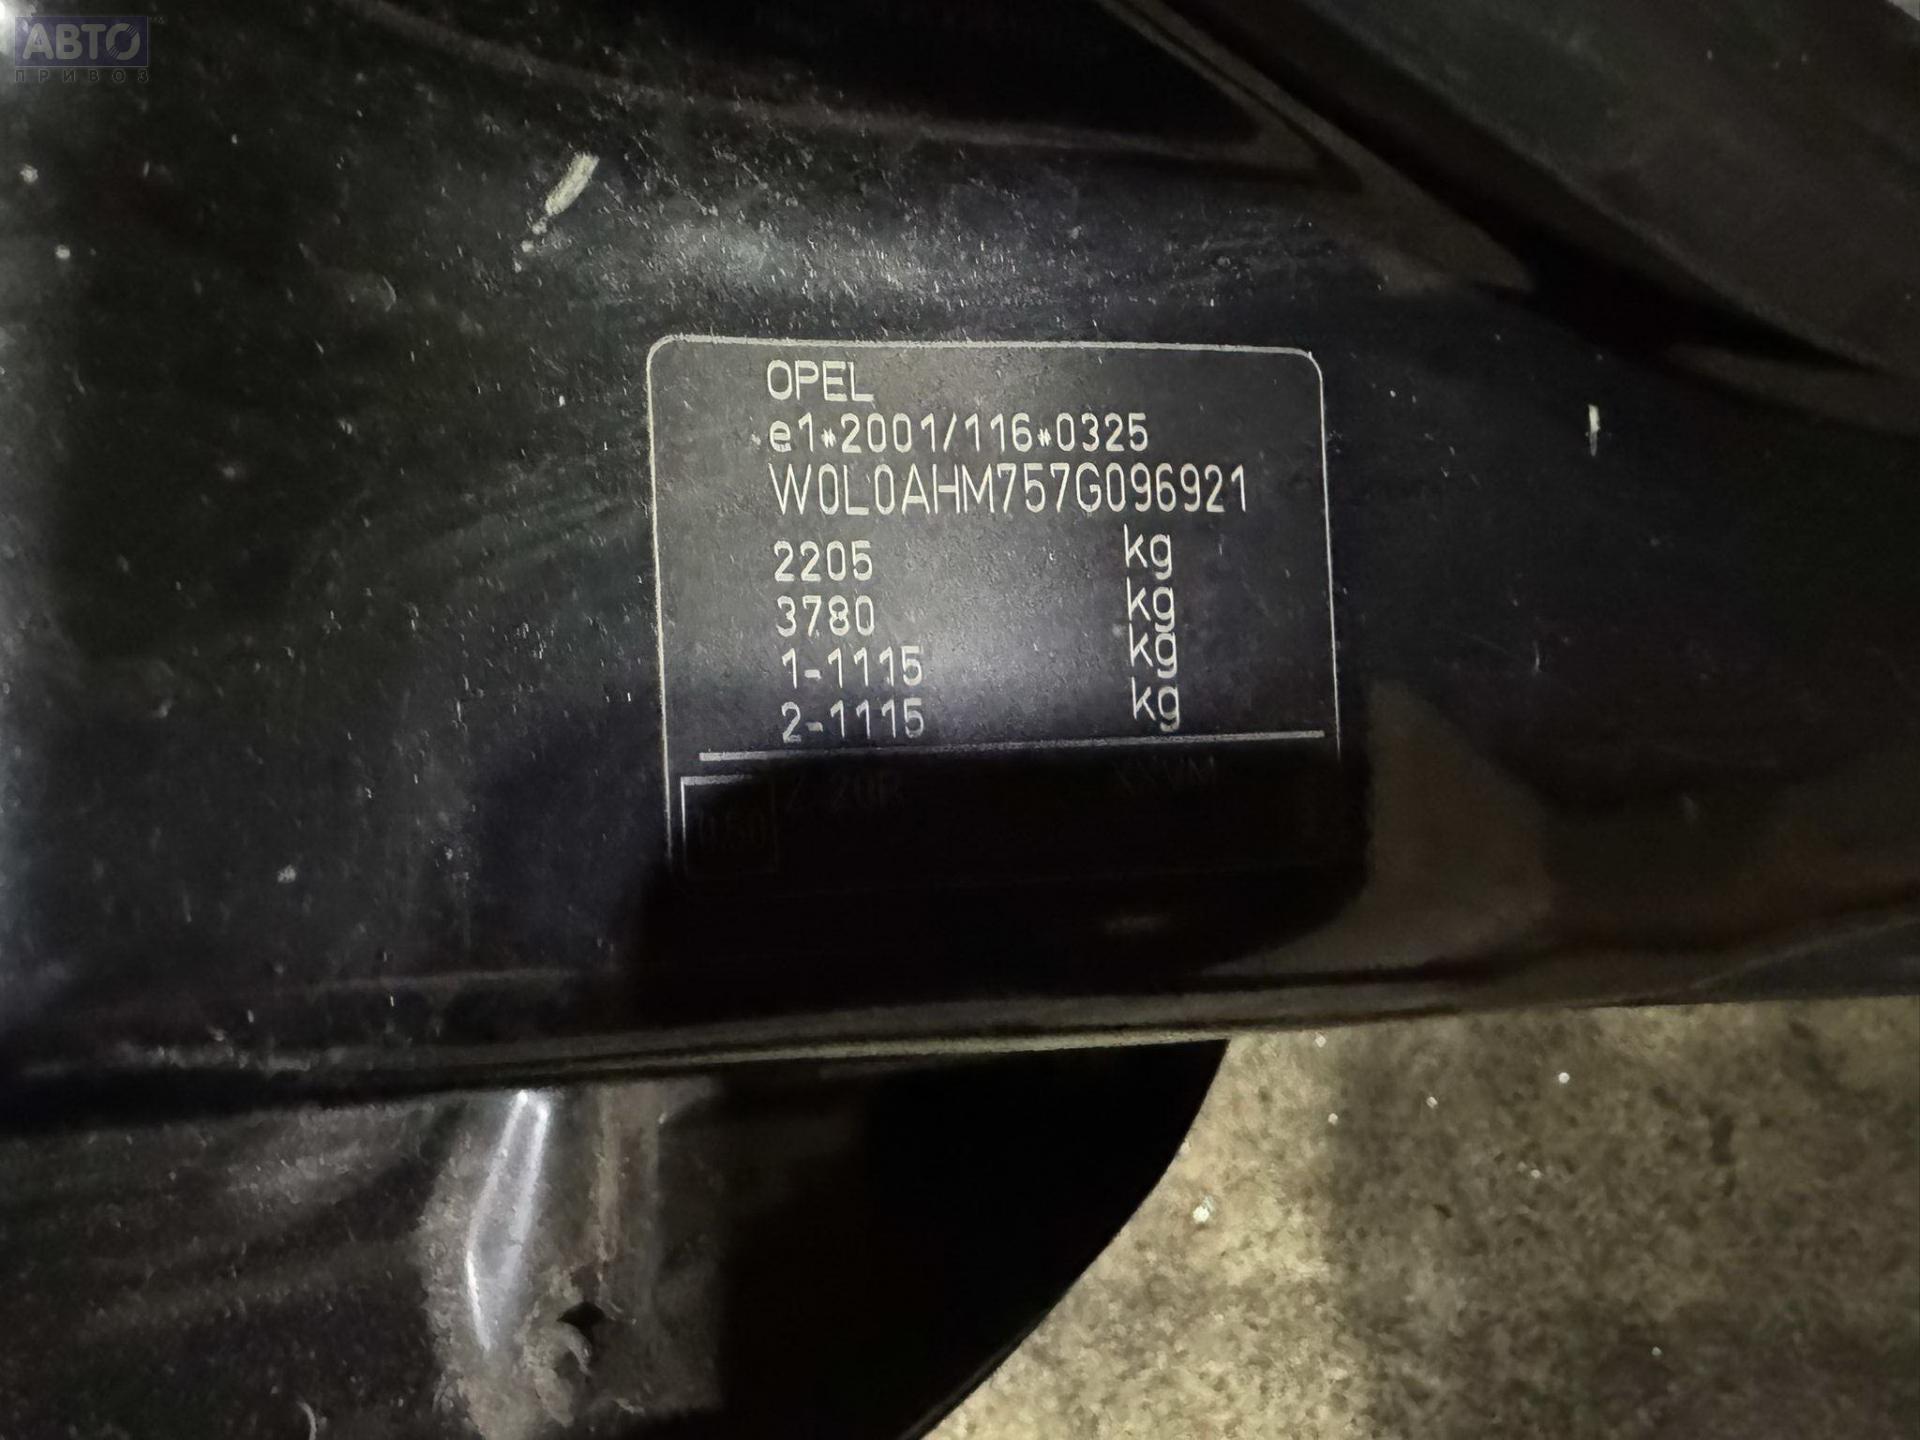 АВТО
ПРИВОЗ
OPEL
e1*2001/116*0325
W0L0AHM757G096921
2205 kg
3780 kg
1-1115 kg
2-1115 kg